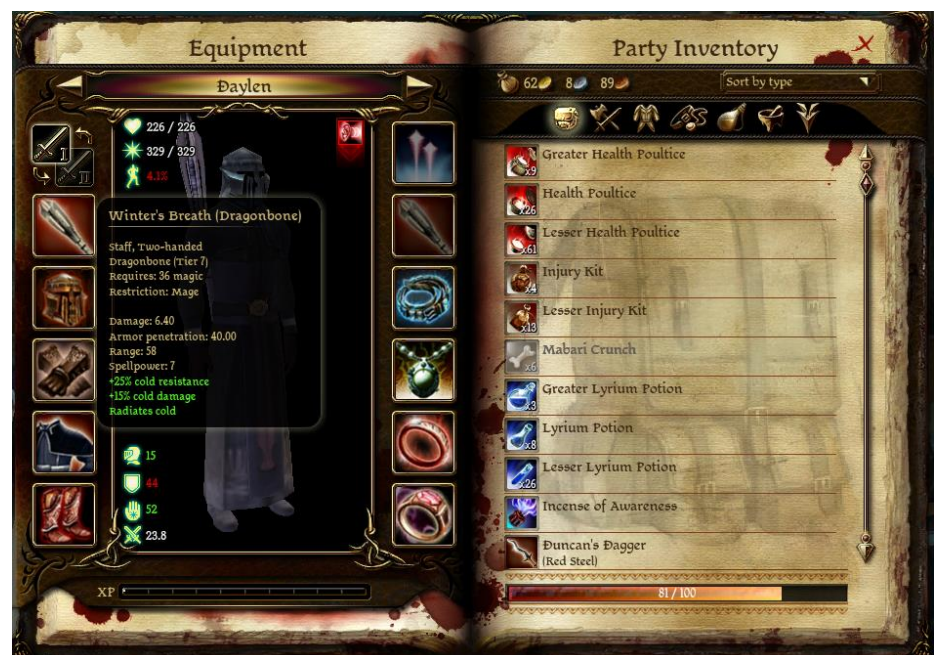 Equipment
Daylen
226 / 226
329 / 329
4.1%
Winter's Breath (Dragonbone)
Staff, Two-handed
Dragonbone (Tier 7)
Requires: 36 magic
Restriction: Mage
Damage: 6.40
Armor penetration: 40.00
Range: 58
Spellpower: 7
+25% cold resistance
+15% cold damage
Radiates cold
15
44
52
23.8
XP
Party Inventory
62 8 89
Sort by type
Greater Health Poultice
x9
Health Poultice
x26
Lesser Health Poultice
x61
Injury Kit
x4
Lesser Injury Kit
x13
Mabari Crunch
x6
Greater Lyrium Potion
x3
Lyrium Potion
x8
Lesser Lyrium Potion
x26
Incense of Awareness
Duncan's Dagger
(Red Steel)
81 / 100